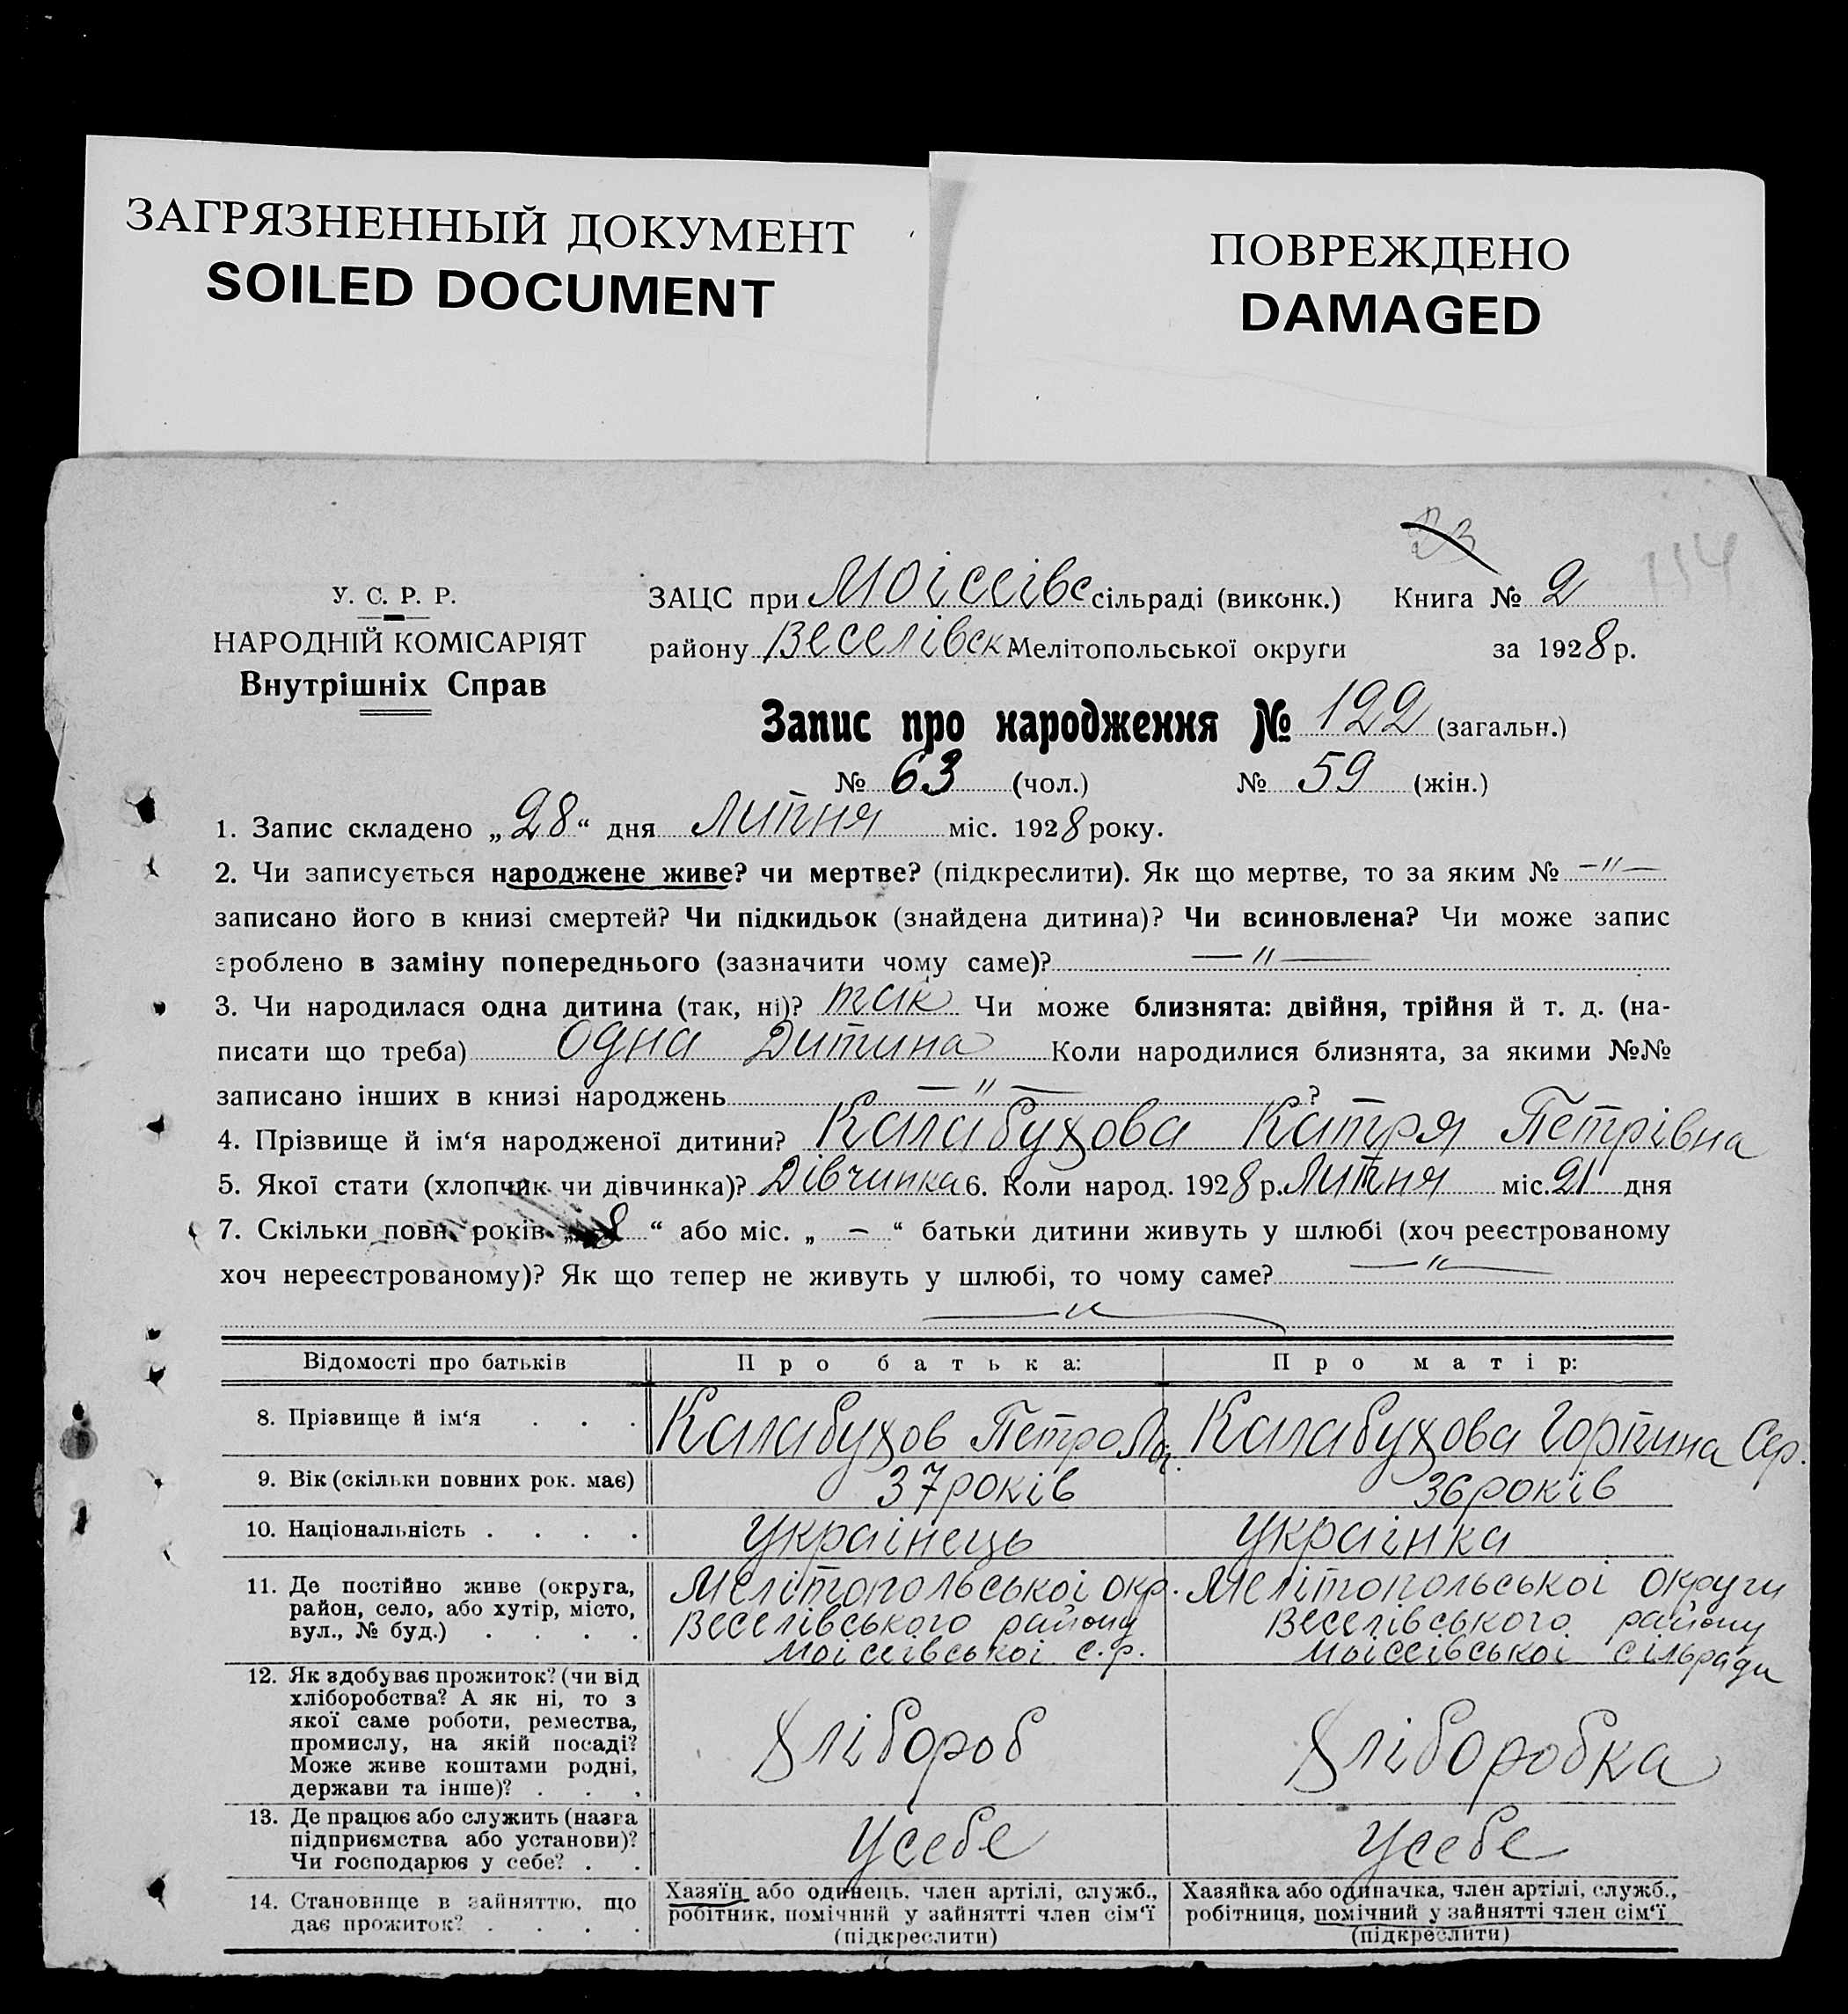 ЗАГРЯЗНЕННЫЙ ДОКУМЕНТ
SOILED DOCUMENT
ПОВРЕЖДЕНО
DAMAGED
23
114
У. С. Р. Р.
НАРОДНІЙ КОМІСАРІЯТ
Внутрішніх Справ
ЗАЦС при Моісеівс сільраді (виконк.) Книга № 2
району Веселівск Мелітопольської округи за 1928 р.
Запис про народження № 122 (загальн.)
№ 63 (чол.) № 59 (жін.)
1. Запис складено „28“ дня Липня міс. 1928 року.
2. Чи записується народжене живе? чи мертве? (підкреслити). Як що мертве, то за яким № —"—
записано його в книзі смертей? Чи підкидьок (знайдена дитина)? Чи всиновлена? Чи може запис
зроблено в заміну попереднього (зазначити чому саме)? —"—
3. Чи народилася одна дитина (так, ні)? так Чи може близнята: двійня, трійня й т. д. (на-
писати що треба) Одна Дитина Коли народилися близнята, за якими №№
записано інших в книзі народжень —"— ?
4. Прізвище й ім‘я народженої дитини? Калабухова Катря Петрівна
5. Якої стати (хлопчик чи дівчинка)? Дівчинка 6. Коли народ. 1928 р. Липня міс. 21 дня
7. Скільки повн. років „8“ або міс. „–“ батьки дитини живуть у шлюбі (хоч реєстрованому
хоч нереєстрованому)? Як що тепер не живуть у шлюбі, то чому саме? —"—
—"—
Відомості про батьків Про батька: Про матір:
8. Прізвище й ім‘я . . . Калабухов Петро Калабухова Горпина Сер.
9. Вік (скільки повних рок. має) 37 років 36 років
10. Національність . . . . Украінець Украінка
11. Де постійно живе (округа, Мелітопольськоі окр. Мелітопольськоі округи
район, село, або хутір, місто, Веселівського району Веселівського району
вул., № буд.) . . . . Моісеівськоі с.р. Моісеівськоі сільради
12. Як здобуває прожиток? (чи від
хліборобства? А як ні, то з
якої саме роботи, ремества,
промислу, на якій посаді? Хлібороб Хліборобка
Може живе коштами родні,
держави та інше)? . . .
13. Де працює або служить (назва
підприємства або установи)? Усебе Усебе
Чи господарює у себе? . .
14. Становище в зайняттю, що
дає прожиток? . . . .
Хазяїн або одинець, член артілі, служб.,
робітник, помічний у зайнятті член сім‘ї
(підкреслити)
Хазяйка або одиначка, член артілі, служб.,
робітниця, помічний у зайнятті член сім‘ї
(підкреслити)